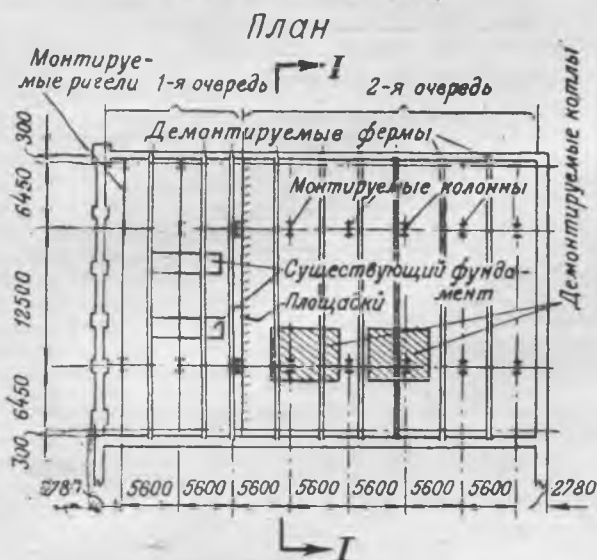 План
I
Монтируе-
мые ригели
1-я очередь
2-я очередь
Демонтируемые фермы
Демонтируемые котлы
Монтируемые колонны
Существующий фунда-
мент
Площадки
300
6450
12500
6450
300
2780
5600
5600
5600
5600
5600
5600
5600
2780
I